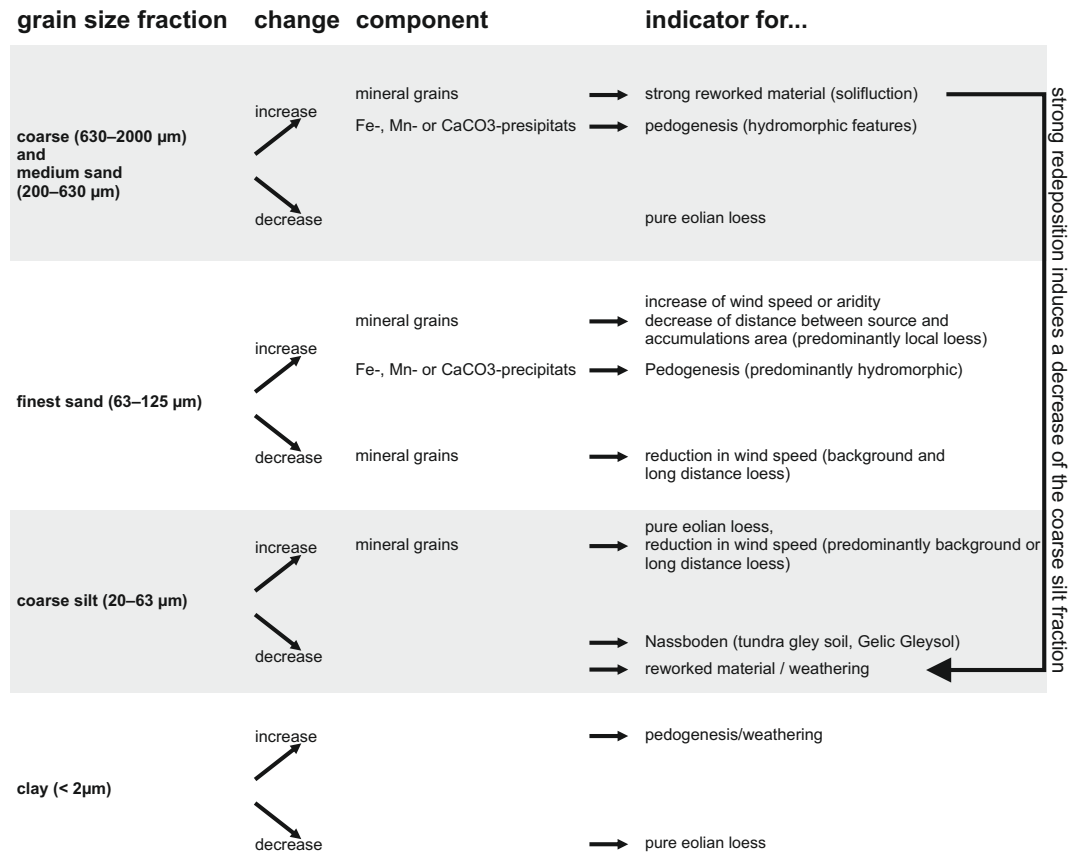 grain size fraction change component indicator for...
coarse (630–2000 µm)
and
medium sand
(200–630 µm)
increase
mineral grains
strong reworked material (solifluction)
Fe-, Mn- or CaCO3-presipitats
pedogenesis (hydromorphic features)
decrease
pure eolian loess
finest sand (63–125 µm)
increase
mineral grains
increase of wind speed or aridity
decrease of distance between source and
accumulations area (predominantly local loess)
Fe-, Mn- or CaCO3-precipitats
Pedogenesis (predominantly hydromorphic)
decrease
mineral grains
reduction in wind speed (background and
long distance loess)
coarse silt (20–63 µm)
increase
mineral grains
pure eolian loess,
reduction in wind speed (predominantly background or
long distance loess)
decrease
Nassboden (tundra gley soil, Gelic Gleysol)
reworked material / weathering
clay (< 2µm)
increase
pedogenesis/weathering
decrease
pure eolian loess
strong redeposition induces a decrease of the coarse silt fraction